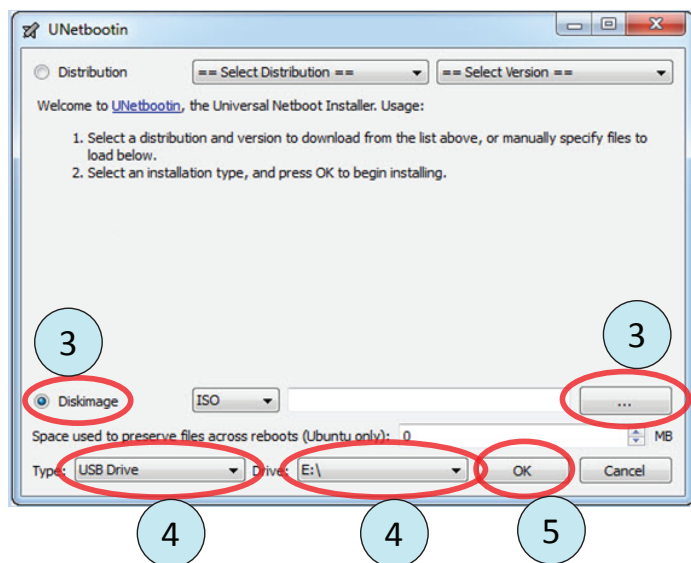 UNetbootin
Distribution == Select Distribution == == Select Version ==
Welcome to UNetbootin, the Universal Netboot Installer. Usage:
1. Select a distribution and version to download from the list above, or manually specify files to
load below.
2. Select an installation type, and press OK to begin installing.
3 3
Diskimage ISO ...
Space used to preserve files across reboots (Ubuntu only): 0 MB
Type: USB Drive Drive: E:\ OK Cancel
4 4 5